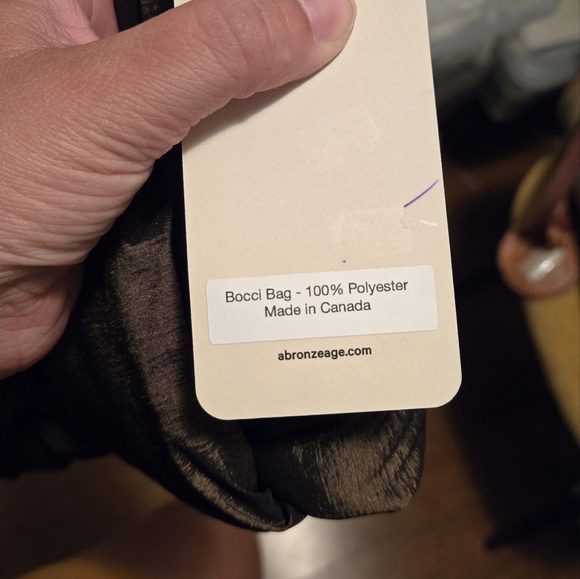 Bocci Bag - 100% Polyester
Made in Canada
abronzeage.com